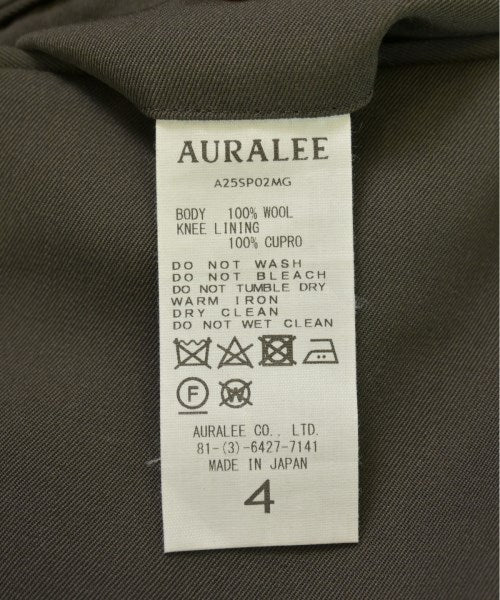 AURALEE
A25SP02MG
BODY 100% WOOL
KNEE LINING
100% CUPRO
DO NOT WASH
DO NOT BLEACH
DO NOT TUMBLE DRY
WARM IRON
DRY CLEAN
DO NOT WET CLEAN
F W
AURALEE CO., LTD.
81-(3)-6427-7141
MADE IN JAPAN
4